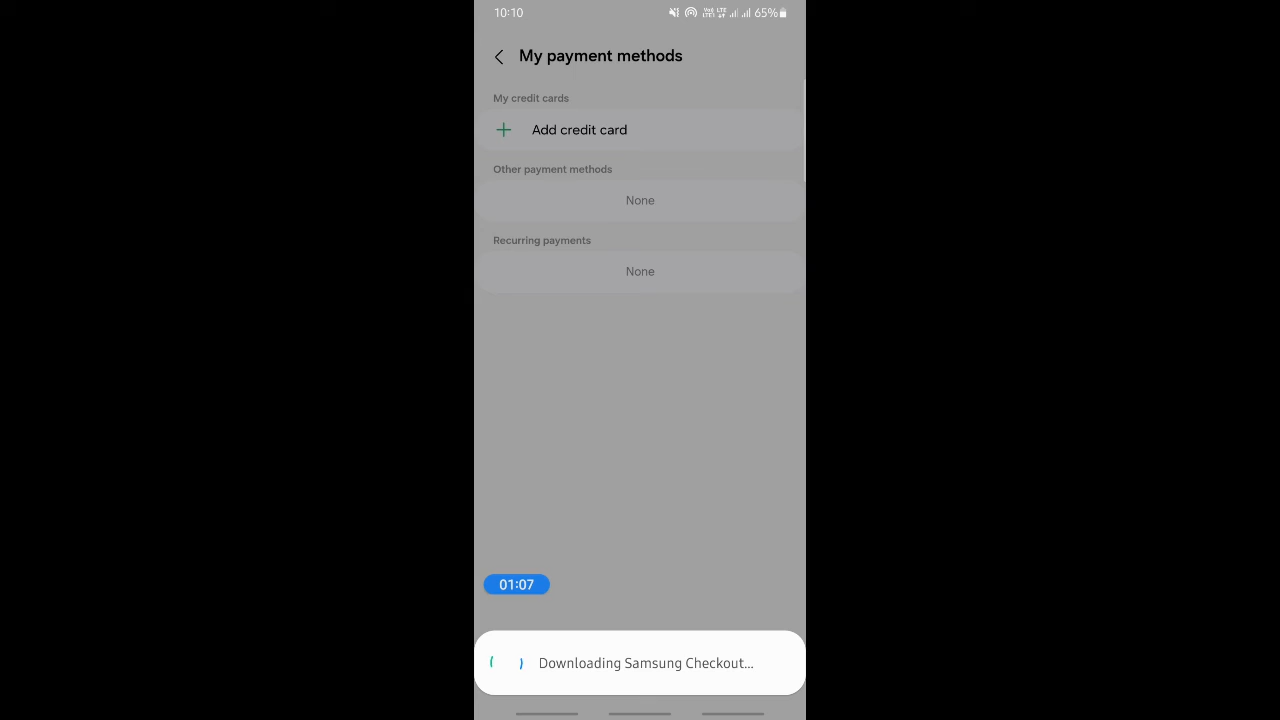 10:10
65%
My payment methods
My credit cards
Add credit card
Other payment methods
None
Recurring payments
None
01:07
Downloading Samsung Checkout...